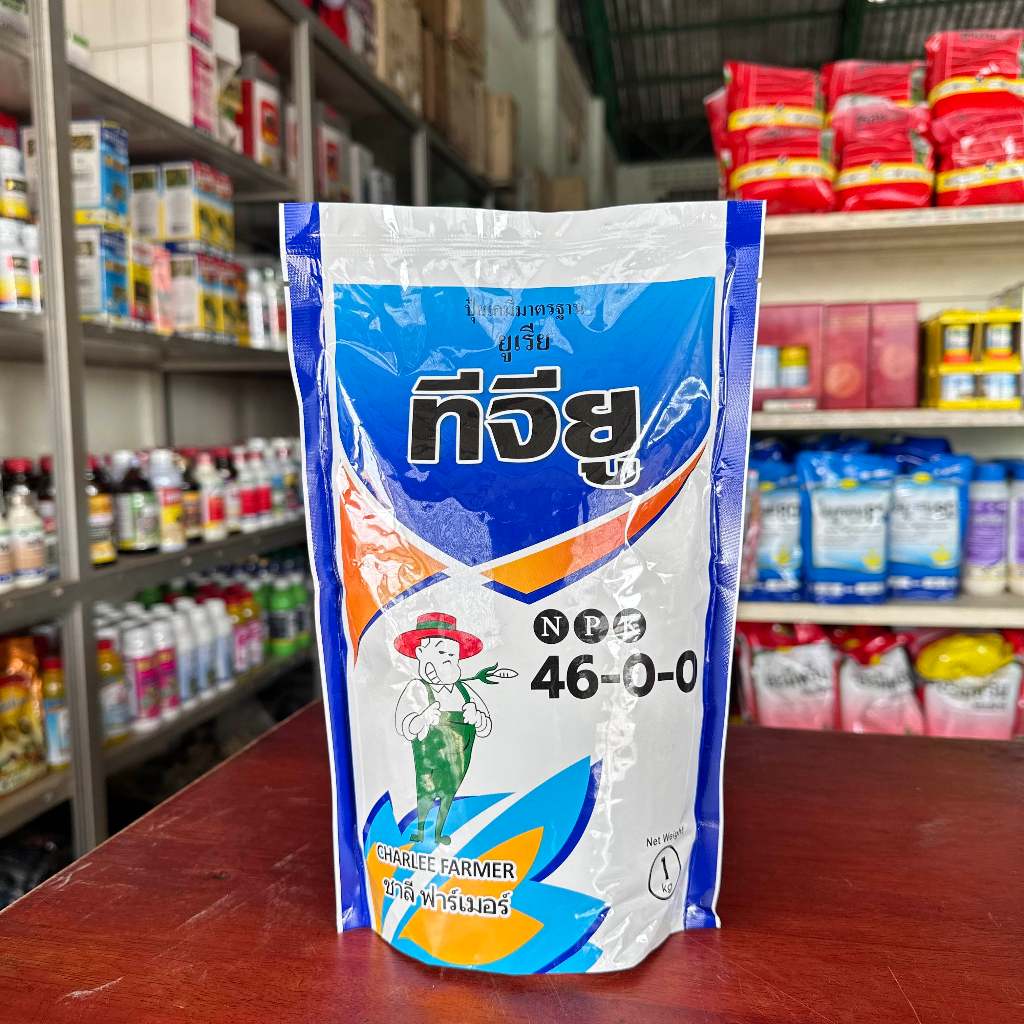 ปุ๋ยเคมีมาตรฐาน
ยูเรีย
ทีจียู
N P K
46-0-0
CHARLEE FARMER
ชาลี ฟาร์เมอร์
Net Weight
1
kg